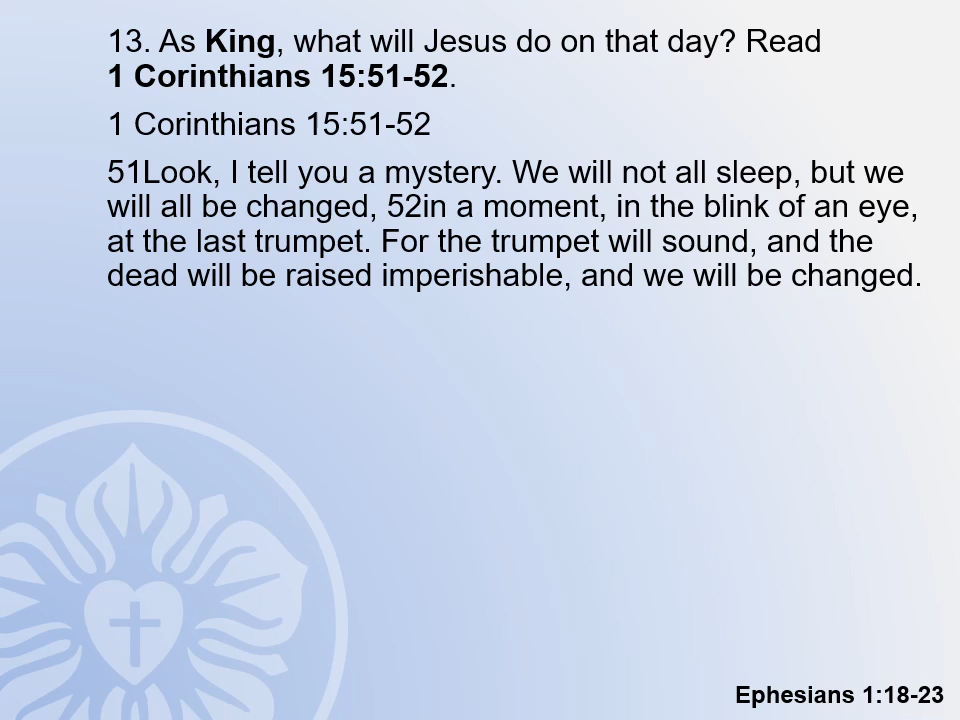 13. As King, what will Jesus do on that day? Read
1 Corinthians 15:51-52.
1 Corinthians 15:51-52
51Look, I tell you a mystery. We will not all sleep, but we
will all be changed, 52in a moment, in the blink of an eye,
at the last trumpet. For the trumpet will sound, and the
dead will be raised imperishable, and we will be changed.
Ephesians 1:18-23